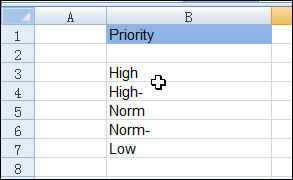 A B
1 Priority
2
3 High
4 High-
5 Norm
6 Norm-
7 Low
8